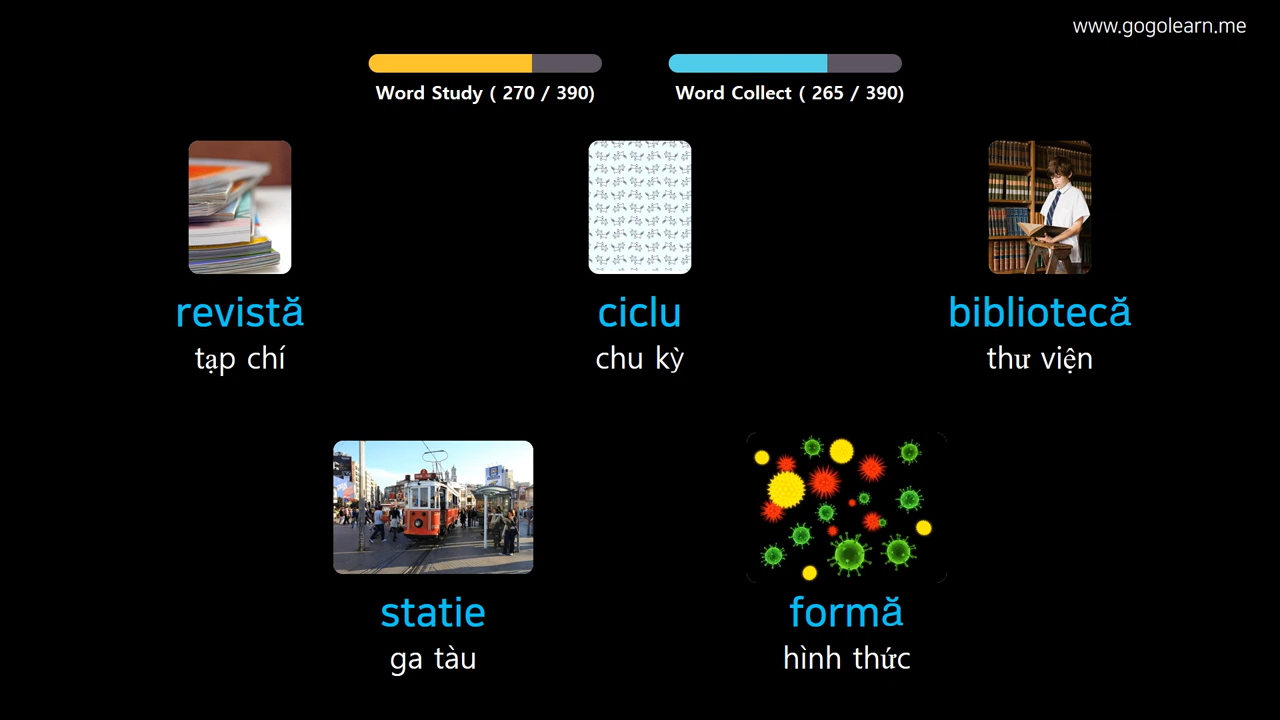 www.gogolearn.me
Word Study ( 270 / 390)
Word Collect ( 265 / 390)
revistă
ciclu
bibliotecă
tạp chí
chu kỳ
thư viện
statie
formă
ga tàu
hình thức